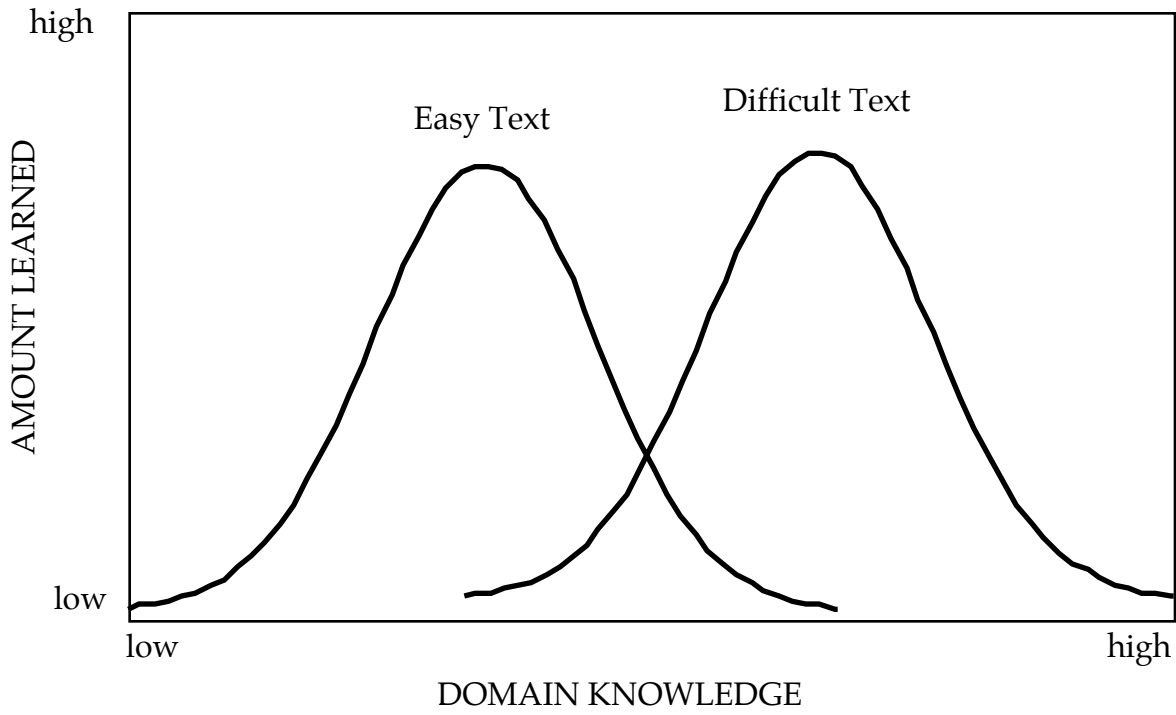 high
Easy Text
Difficult Text
AMOUNT LEARNED
low
low
high
DOMAIN KNOWLEDGE